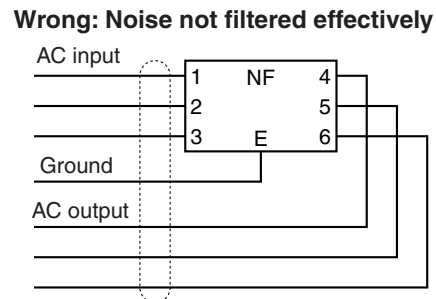 Wrong: Noise not filtered effectively
AC input
1 NF 4
2 5
3 E 6
Ground
AC output